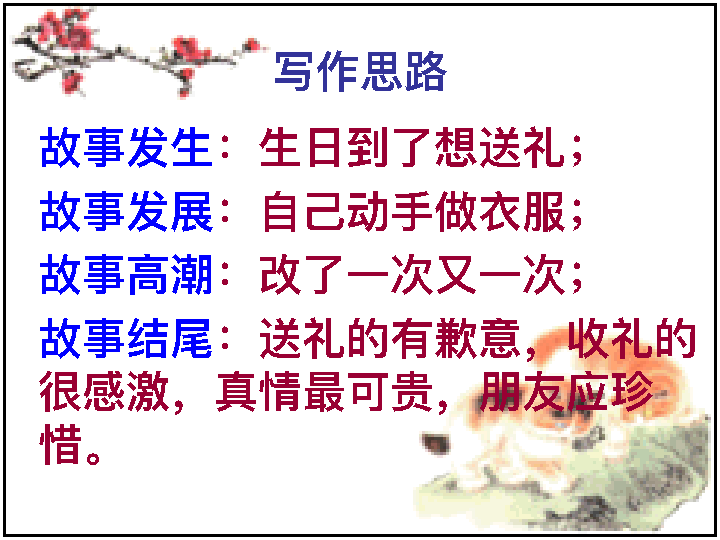 写作思路
故事发生：生日到了想送礼；
故事发展：自己动手做衣服；
故事高潮：改了一次又一次；
故事结尾：送礼的有歉意，收礼的
很感激，真情最可贵，朋友应珍
惜。